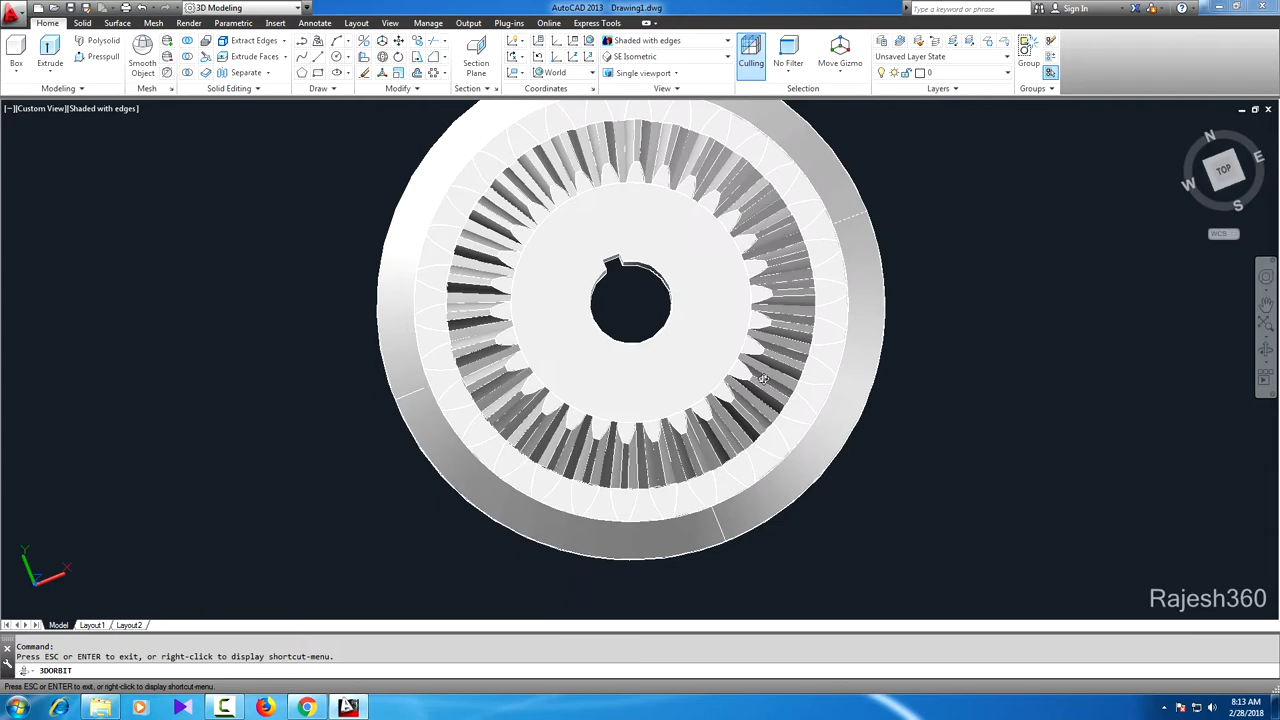 3D Modeling
AutoCAD 2013 Drawing1.dwg
Type a keyword or phrase
Sign In
Home Solid Surface Mesh Render Parametric Insert Annotate Layout View Manage Output Plug-ins Online Express Tools
Box
Extrude
Polysolid
Presspull
Smooth Object
Extract Edges
Extrude Faces
Separate
Section Plane
World
Shaded with edges
SE Isometric
Single viewport
Culling
No Filter
Move Gizmo
Unsaved Layer State
0
Group
Modeling Mesh Solid Editing Draw Modify Section Coordinates View Selection Layers Groups
[−][Custom View][Shaded with edges]
N
W
TOP
E
S
WCS
Y
X
Z
Rajesh360
Model Layout1 Layout2
Command:
Press ESC or ENTER to exit, or right-click to display shortcut-menu.
3DORBIT
Press ESC or ENTER to exit, or right-click to display shortcut-menu.
8:13 AM
2/28/2018